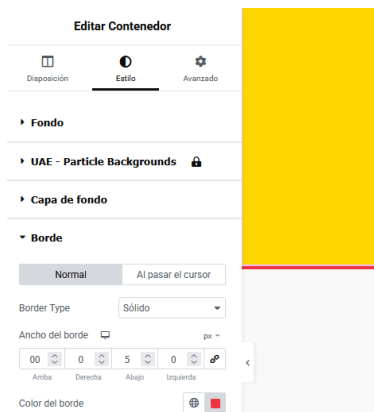 Editar Contenedor
Disposición Estilo Avanzado
Fondo
UAE - Particle Backgrounds
Capa de fondo
Borde
Normal Al pasar el cursor
Border Type Sólido
Ancho del borde px
00 0 5 0
Arriba Derecha Abajo Izquierda
Color del borde